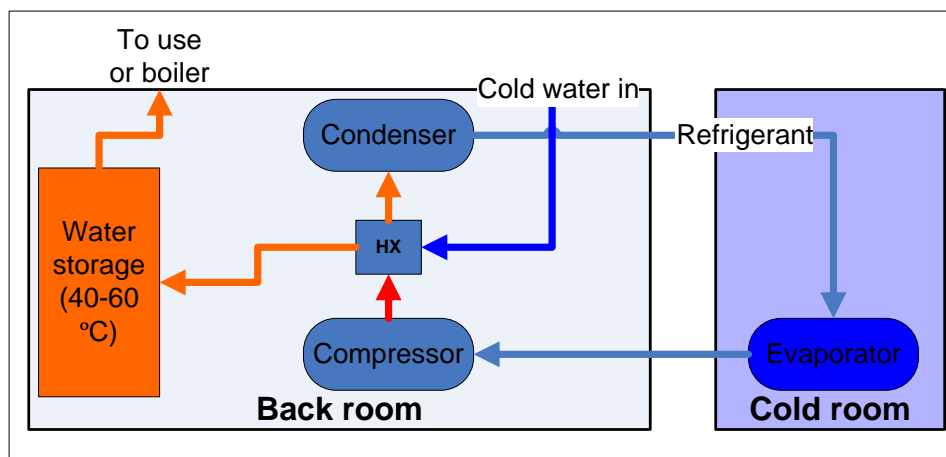 To use
or boiler
Cold water in
Condenser
Refrigerant
Water
storage
(40-60
ºC)
HX
Compressor
Evaporator
Back room
Cold room